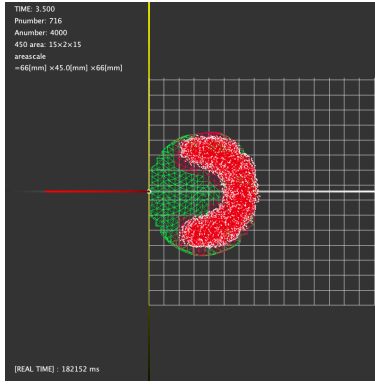 TIME: 3.500
Pnumber: 716
Anumber: 4000
450 area: 15×2×15
areascale
=66[mm] ×45.0[mm] ×66[mm]
[REAL TIME] : 182152 ms